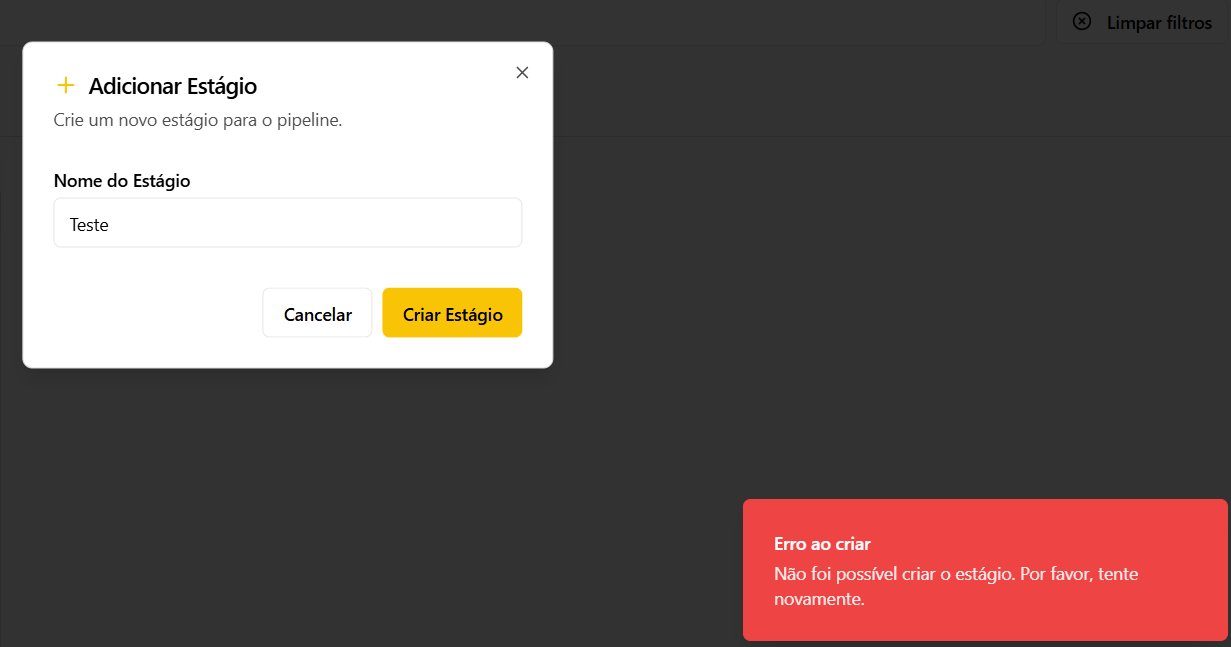 Limpar filtros
Adicionar Estágio
Crie um novo estágio para o pipeline.
Nome do Estágio
Teste
Cancelar
Criar Estágio
Erro ao criar
Não foi possível criar o estágio. Por favor, tente
novamente.